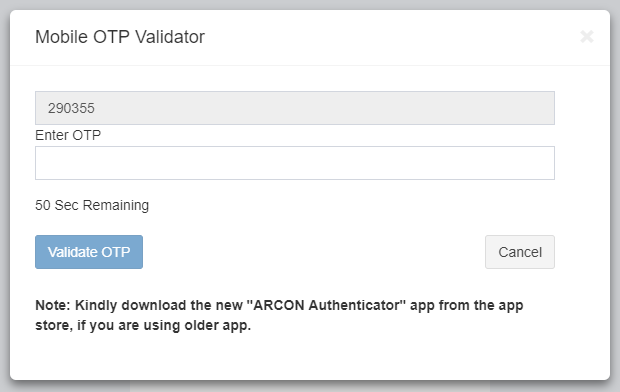 Mobile OTP Validator
290355
Enter OTP
50 Sec Remaining
Validate OTP
Cancel
Note: Kindly download the new "ARCON Authenticator" app from the app
store, if you are using older app.